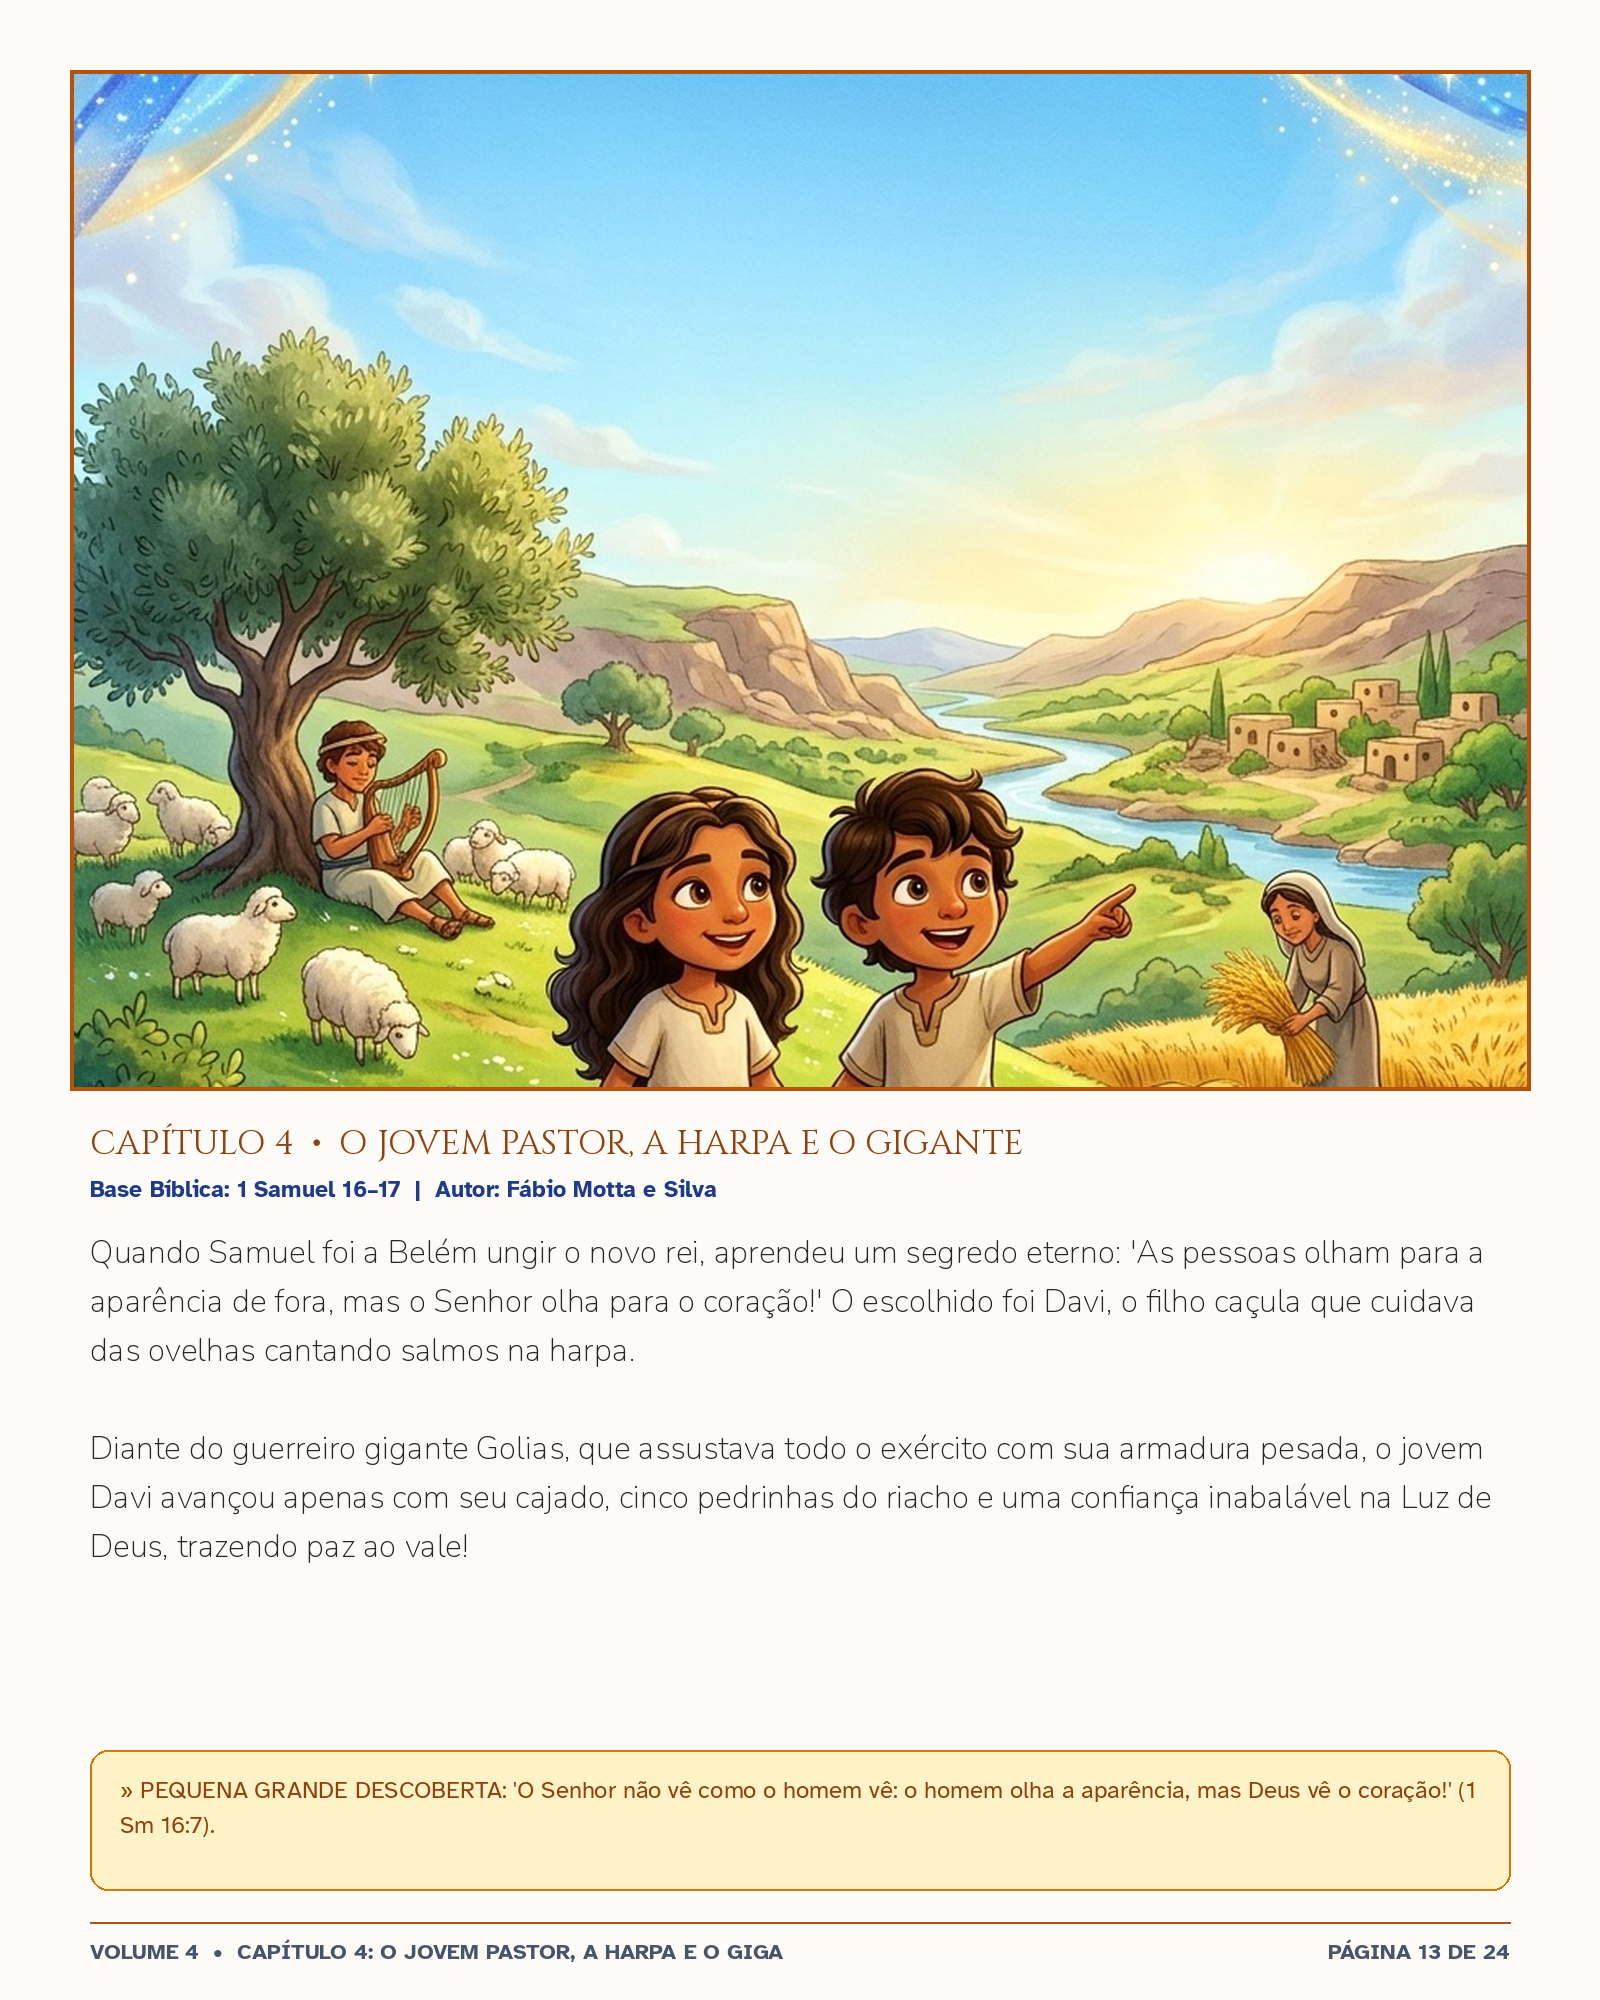 CAPÍTULO 4 • O JOVEM PASTOR, A HARPA E O GIGANTE
Base Bíblica: 1 Samuel 16–17 | Autor: Fábio Motta e Silva
Quando Samuel foi a Belém ungir o novo rei, aprendeu um segredo eterno: 'As pessoas olham para a
aparência de fora, mas o Senhor olha para o coração!' O escolhido foi Davi, o filho caçula que cuidava
das ovelhas cantando salmos na harpa.
Diante do guerreiro gigante Golias, que assustava todo o exército com sua armadura pesada, o jovem
Davi avançou apenas com seu cajado, cinco pedrinhas do riacho e uma confiança inabalável na Luz de
Deus, trazendo paz ao vale!
» PEQUENA GRANDE DESCOBERTA: 'O Senhor não vê como o homem vê: o homem olha a aparência, mas Deus vê o coração!' (1
Sm 16:7).
VOLUME 4 • CAPÍTULO 4: O JOVEM PASTOR, A HARPA E O GIGA
PÁGINA 13 DE 24